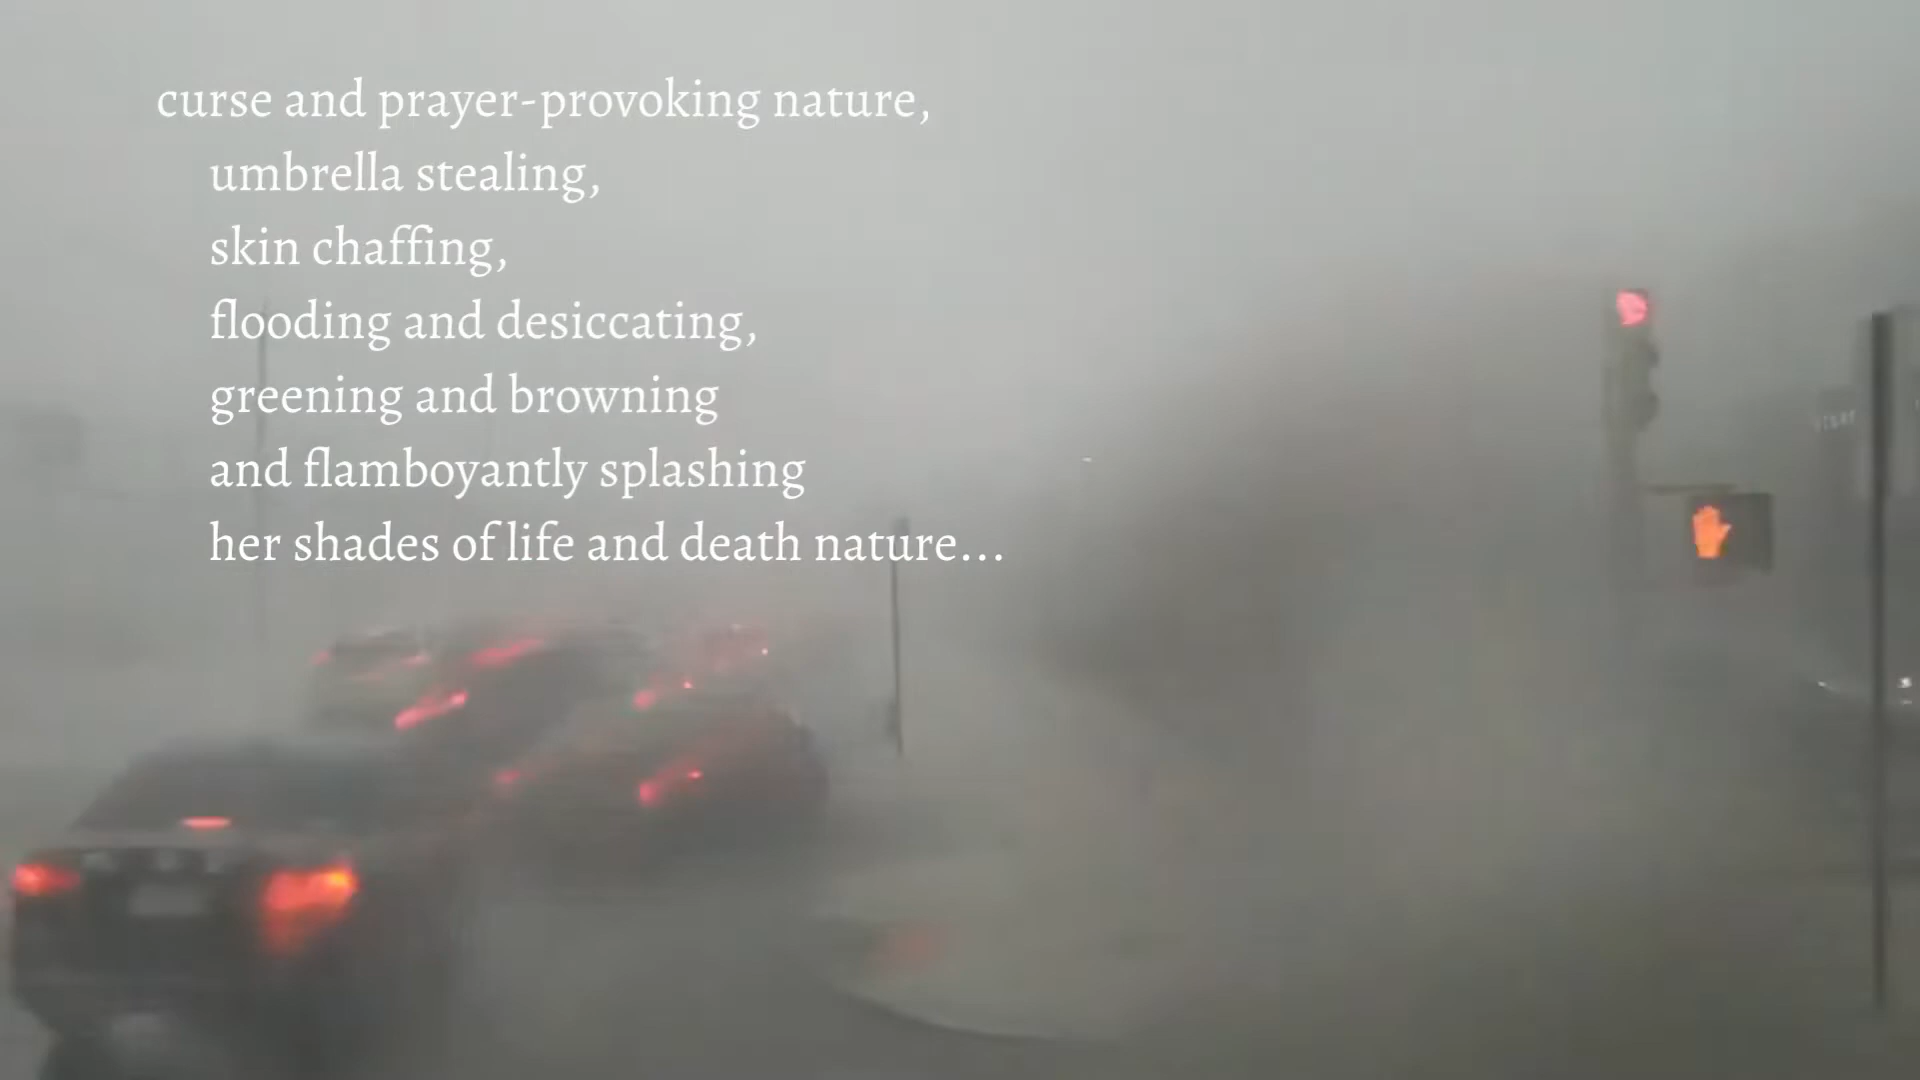 curse and prayer-provoking nature,
umbrella stealing,
skin chaffing,
flooding and desiccating,
greening and browning
and flamboyantly splashing
her shades of life and death nature...